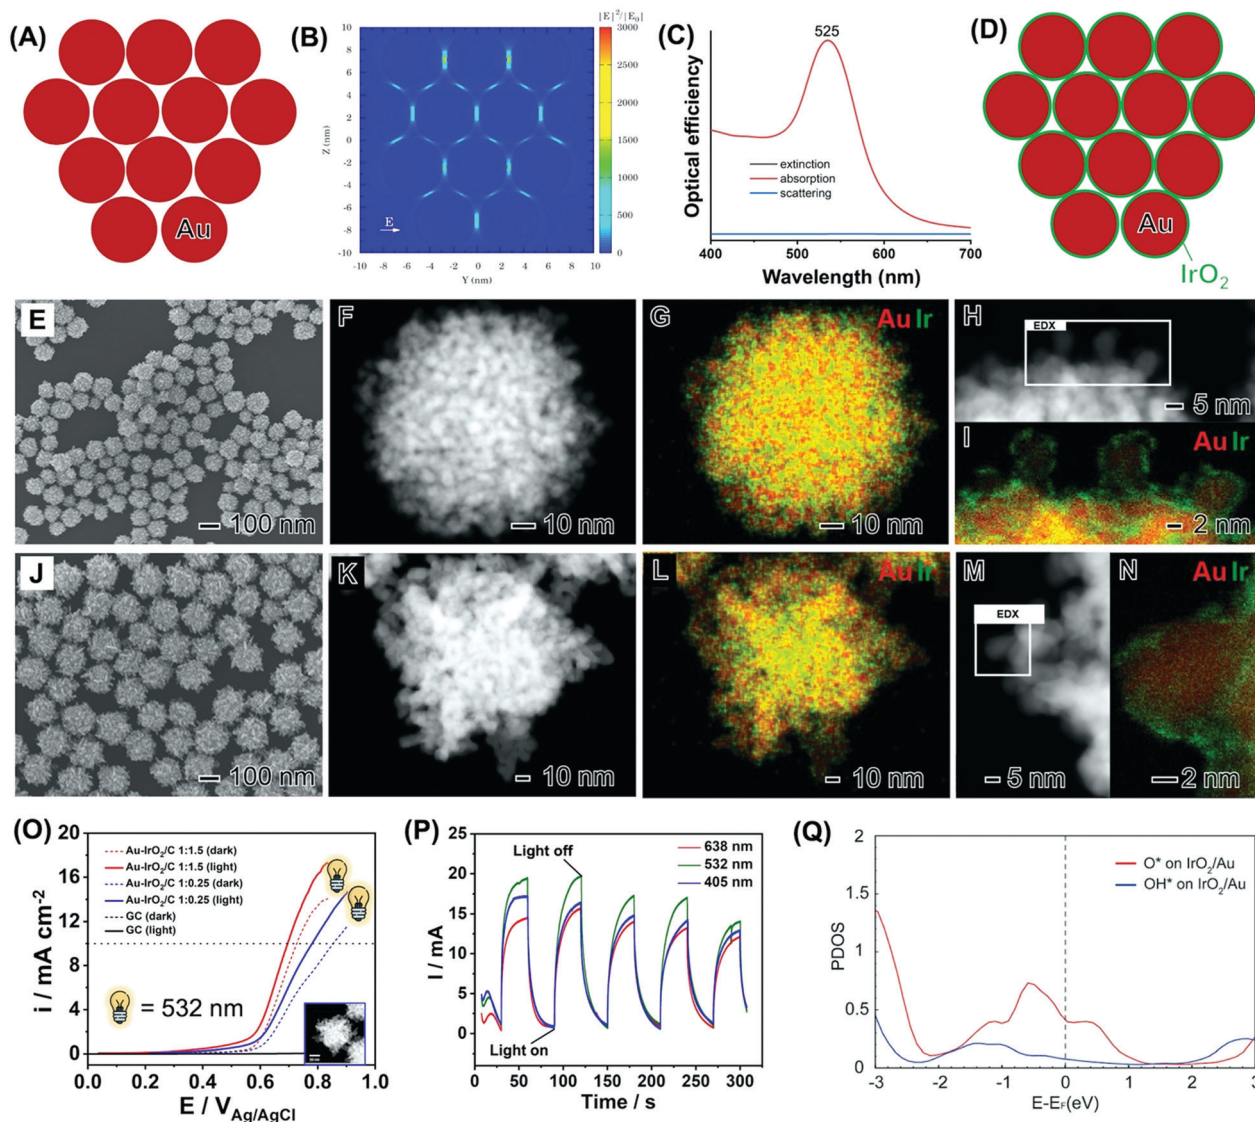 (A)
Au
(B)
|E|²/|E₀|
10
8
6
4
2
0
-2
-4
-6
-8
-10
Z (nm)
E
-10 -8 -6 -4 -2 0 2 4 6 8 10
Y (nm)
3000
2500
2000
1500
1000
500
0
(C)
525
Optical efficiency
extinction
absorption
scattering
400 500 600 700
Wavelength (nm)
(D)
Au
IrO₂
E
100 nm
F
10 nm
G
Au Ir
10 nm
H
EDX
5 nm
I
Au Ir
2 nm
J
100 nm
K
10 nm
L
Au Ir
10 nm
M
EDX
5 nm
N
Au Ir
2 nm
(O)
i / mA cm⁻²
20
16
12
8
4
0
Au-IrO₂/C 1:1.5 (dark)
Au-IrO₂/C 1:1.5 (light)
Au-IrO₂/C 1:0.25 (dark)
Au-IrO₂/C 1:0.25 (light)
GC (dark)
GC (light)
= 532 nm
0.0 0.2 0.4 0.6 0.8 1.0
E / V Ag/AgCl
(P)
I / mA
25
20
15
10
5
0
Light off
638 nm
532 nm
405 nm
Light on
0 50 100 150 200 250 300
Time / s
(Q)
PDOS
2
1.5
1
0.5
0
O* on IrO₂/Au
OH* on IrO₂/Au
-3 -2 -1 0 1 2 3
E-E_F(eV)